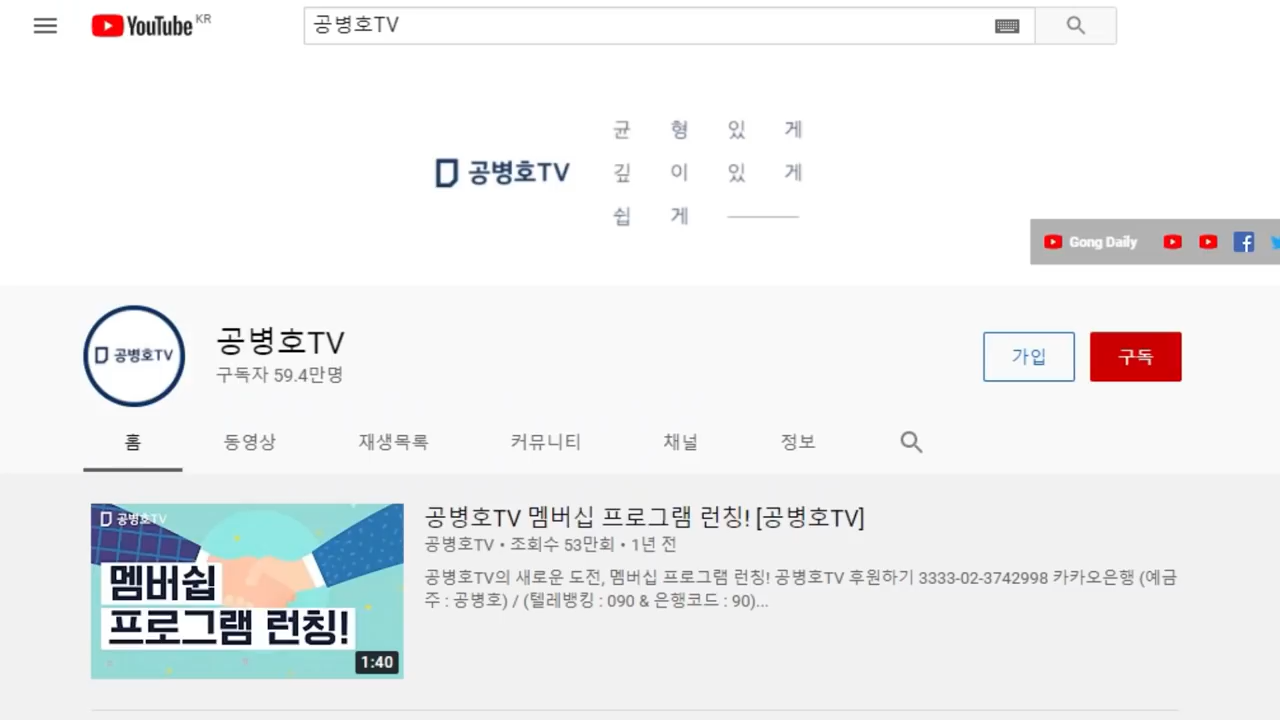 YouTube KR
공병호TV
공병호TV
균 형 있 게
깊 이 있 게
쉽 게
Gong Daily
공병호TV
공병호TV
구독자 59.4만명
가입
구독
홈 동영상 재생목록 커뮤니티 채널 정보
공병호TV
멤버쉽
프로그램 런칭!
1:40
공병호TV 멤버십 프로그램 런칭! [공병호TV]
공병호TV • 조회수 53만회 • 1년 전
공병호TV의 새로운 도전, 멤버십 프로그램 런칭! 공병호TV 후원하기 3333-02-3742998 카카오은행 (예금
주 : 공병호) / (텔레뱅킹 : 090 & 은행코드 : 90)...